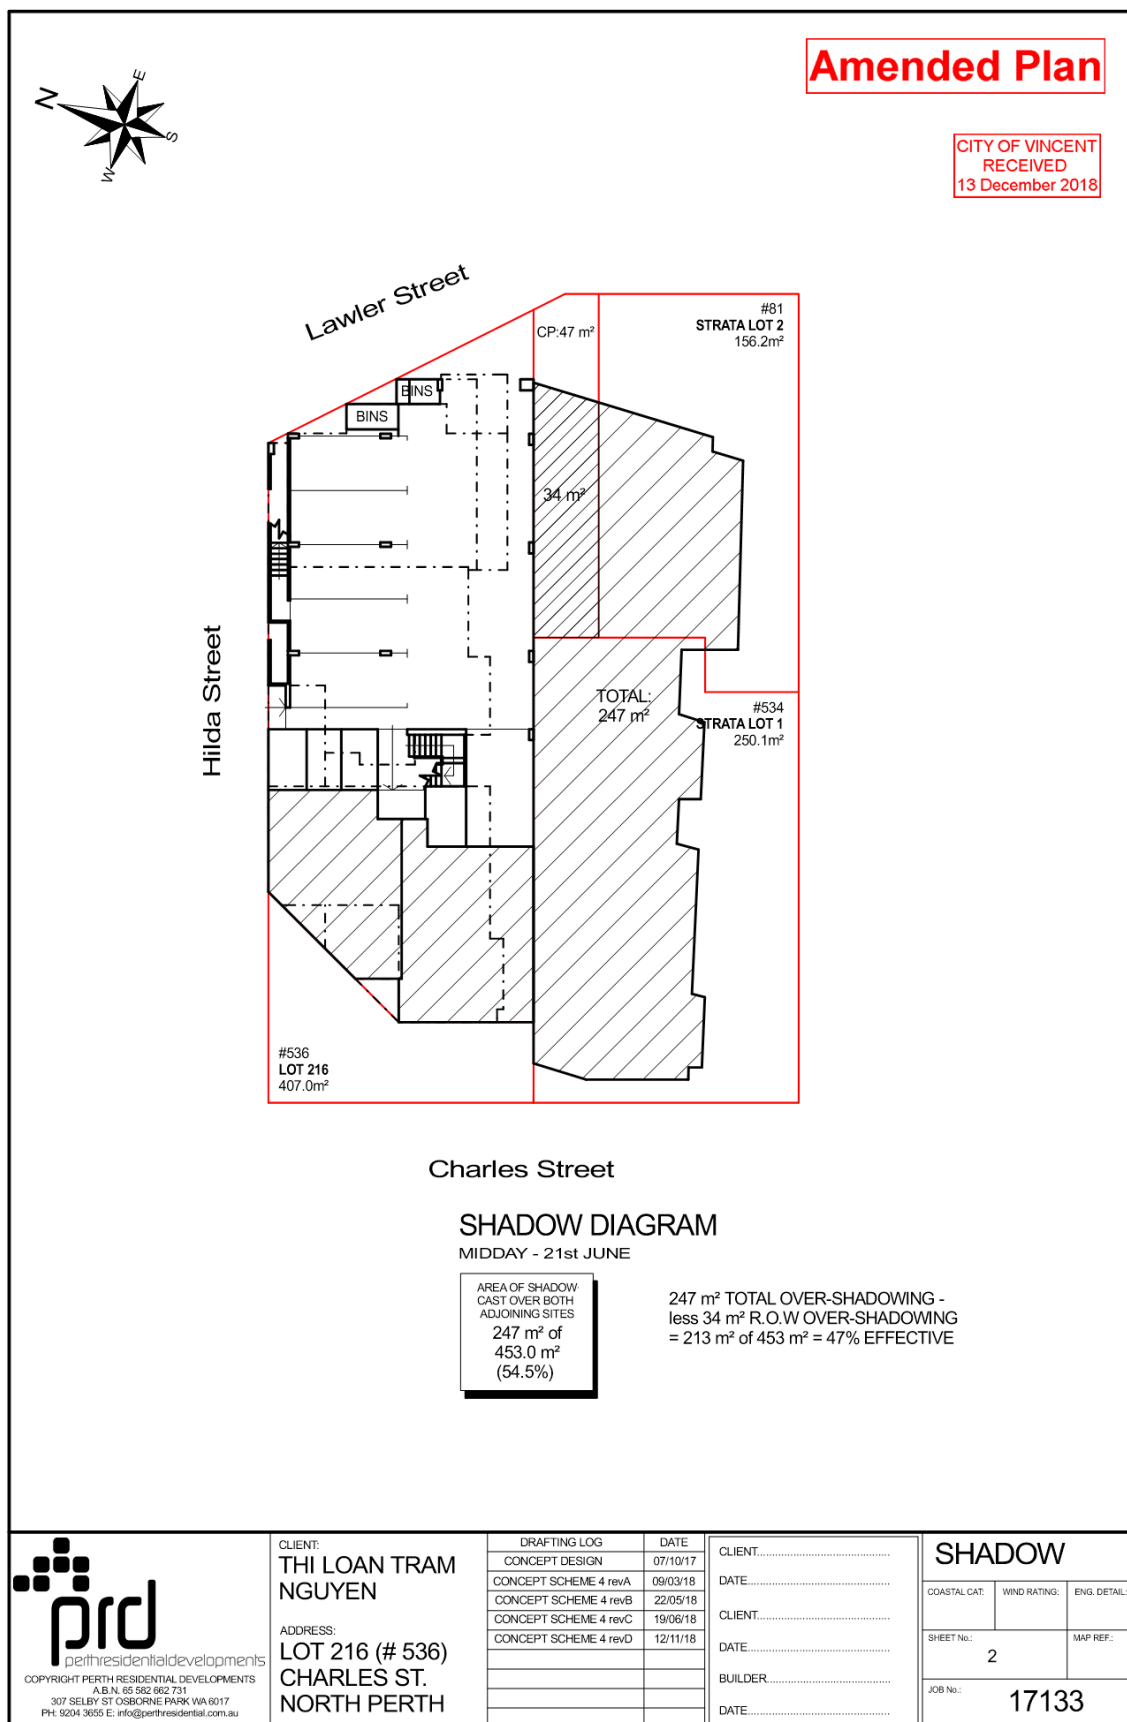 Amended Plan
CITY OF VINCENT
RECEIVED
13 December 2018
N
E
S
W
Lawler Street
#81
STRATA LOT 2
156.2m²
CP:47 m²
BINS
BINS
34 m²
Hilda Street
TOTAL:
247 m²
#534
STRATA LOT 1
250.1m²
#536
LOT 216
407.0m²
Charles Street
SHADOW DIAGRAM
MIDDAY - 21st JUNE
AREA OF SHADOW
CAST OVER BOTH
ADJOINING SITES
247 m² of
453.0 m²
(54.5%)
247 m² TOTAL OVER-SHADOWING -
less 34 m² R.O.W OVER-SHADOWING
= 213 m² of 453 m² = 47% EFFECTIVE
prd
perthresidentialdevelopments
COPYRIGHT PERTH RESIDENTIAL DEVELOPMENTS
A.B.N. 65 582 662 731
307 SELBY ST OSBORNE PARK WA 6017
PH: 9204 3655 E: info@perthresidential.com.au
CLIENT:
THI LOAN TRAM
NGUYEN
ADDRESS:
LOT 216 (# 536)
CHARLES ST.
NORTH PERTH
DRAFTING LOG DATE
CONCEPT DESIGN 07/10/17
CONCEPT SCHEME 4 revA 09/03/18
CONCEPT SCHEME 4 revB 22/05/18
CONCEPT SCHEME 4 revC 19/06/18
CONCEPT SCHEME 4 revD 12/11/18
CLIENT..........................................
DATE.............................................
CLIENT..........................................
DATE.............................................
BUILDER.......................................
DATE.............................................
SHADOW
COASTAL CAT: WIND RATING: ENG. DETAIL:
SHEET No.: 2 MAP REF.:
JOB No.: 17133